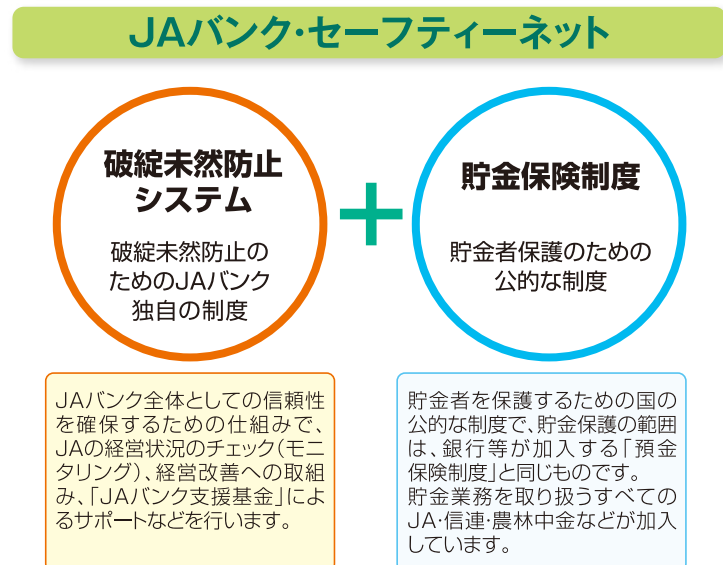 JAバンク・セーフティーネット
破綻未然防止
システム
破綻未然防止の
ためのJAバンク
独自の制度
+
貯金保険制度
貯金者保護のための
公的な制度
JAバンク全体としての信頼性
を確保するための仕組みで、
JAの経営状況のチェック(モニ
タリング)、経営改善への取組
み、「JAバンク支援基金」によ
るサポートなどを行います。
貯金者を保護するための国の
公的な制度で、貯金保護の範囲
は、銀行等が加入する「預金
保険制度」と同じものです。
貯金業務を取り扱うすべての
JA・信連・農林中金などが加入
しています。